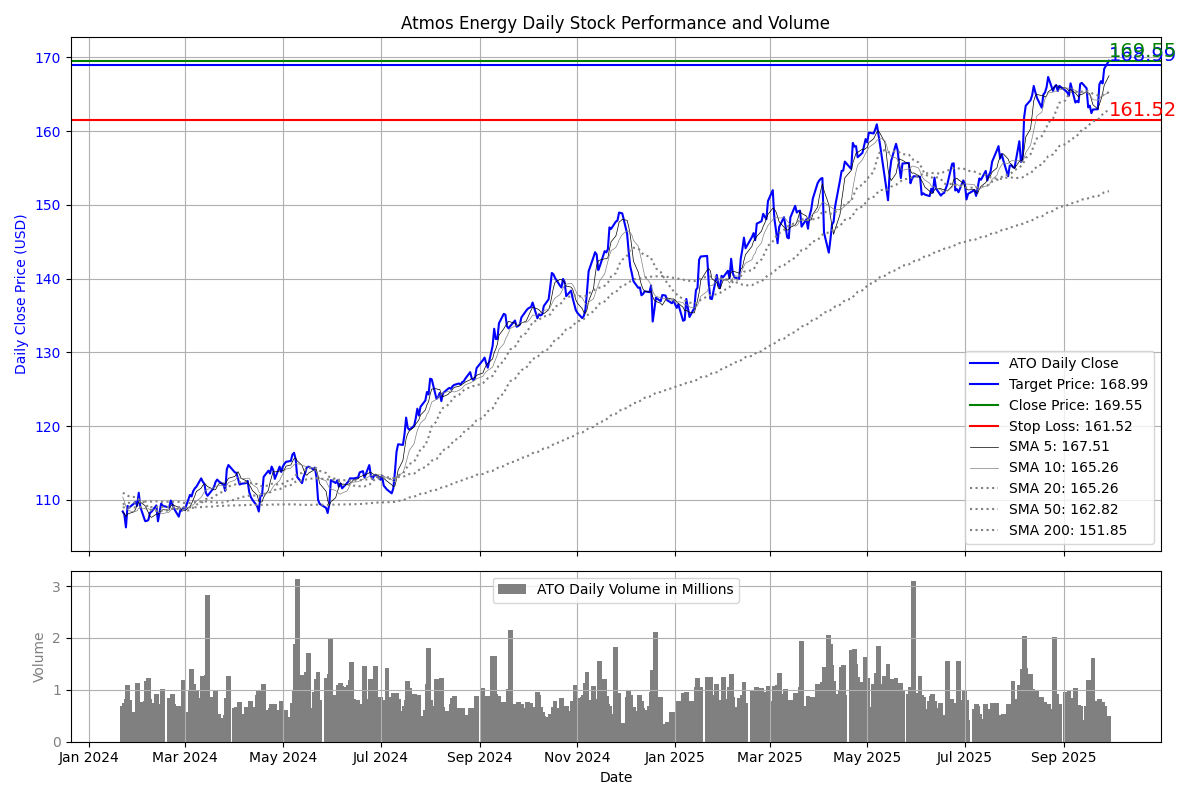 Atmos Energy Daily Stock Performance and Volume
Daily Close Price (USD)
170
160
150
140
130
120
110
169.55
168.99
161.52
ATO Daily Close
Target Price: 168.99
Close Price: 169.55
Stop Loss: 161.52
SMA 5: 167.51
SMA 10: 165.26
SMA 20: 165.26
SMA 50: 162.82
SMA 200: 151.85
Volume
3
2
1
0
ATO Daily Volume in Millions
Jan 2024 Mar 2024 May 2024 Jul 2024 Sep 2024 Nov 2024 Jan 2025 Mar 2025 May 2025 Jul 2025 Sep 2025
Date